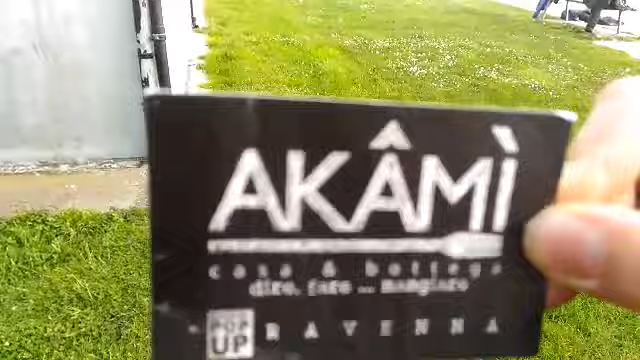 AKÂMÌ
casa & bottega
dire, fare ... mangiare
POP UP RAVENNA